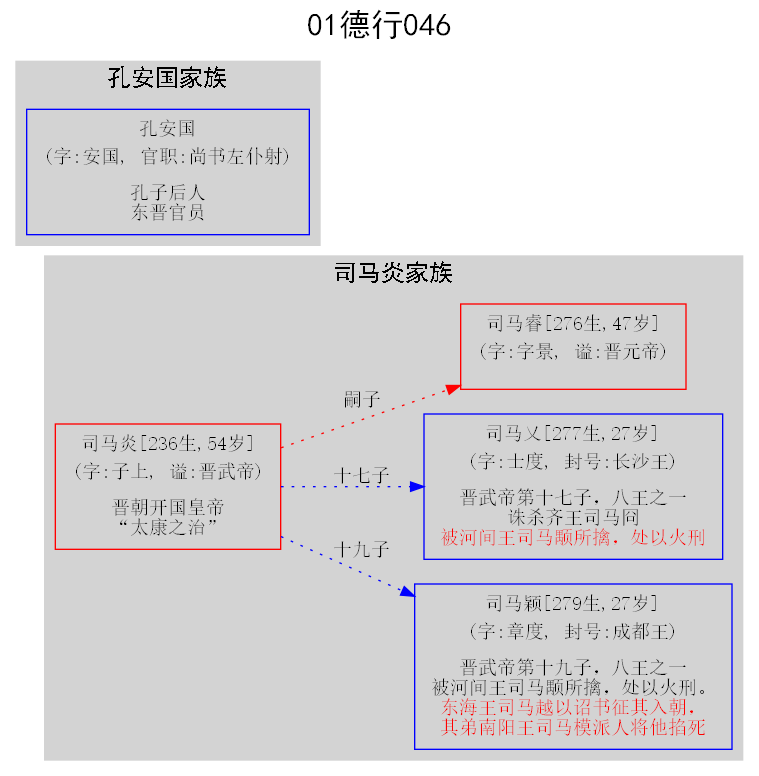 01德行046
孔安国家族
孔安国
(字:安国, 官职:尚书左仆射)
孔子后人
东晋官员
司马炎家族
司马睿[276生,47岁]
(字:字景, 谥:晋元帝)
嗣子
司马炎[236生,54岁]
(字:子上, 谥:晋武帝)
晋朝开国皇帝
“太康之治”
十七子
司马乂[277生,27岁]
(字:士度, 封号:长沙王)
晋武帝第十七子，八王之一
诛杀齐王司马冏
被河间王司马颙所擒，处以火刑
十九子
司马颖[279生,27岁]
(字:章度, 封号:成都王)
晋武帝第十九子，八王之一
被河间王司马颙所擒，处以火刑。
东海王司马越以诏书征其入朝，
其弟南阳王司马模派人将他掐死